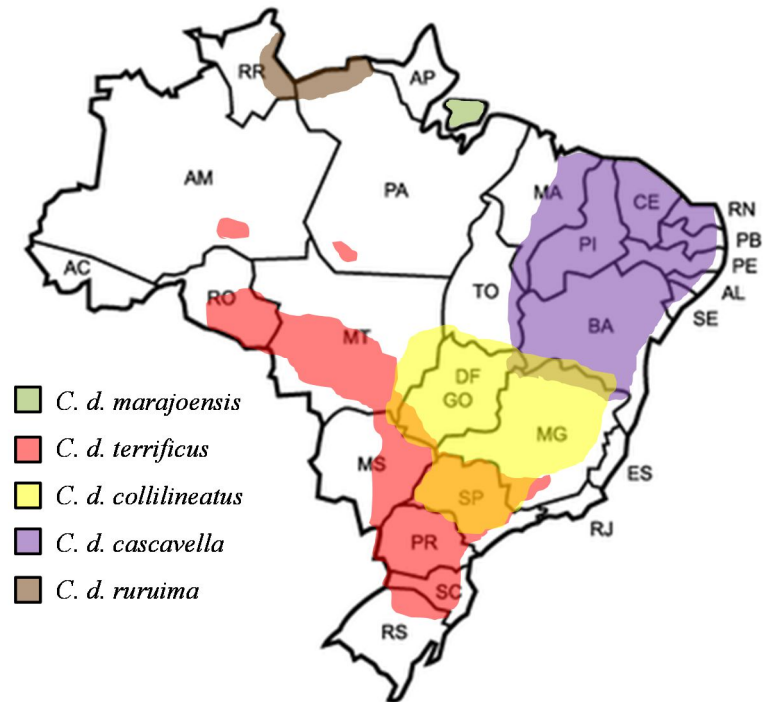 RR
AP
AM
PA
MA
CE
RN
PB
PI
PE
AC
TO
AL
RO
SE
BA
MT
DF
GO
C. d. marajoensis
MG
C. d. terrificus
MS
ES
C. d. collilineatus
SP
RJ
C. d. cascavella
PR
C. d. ruruima
SC
RS